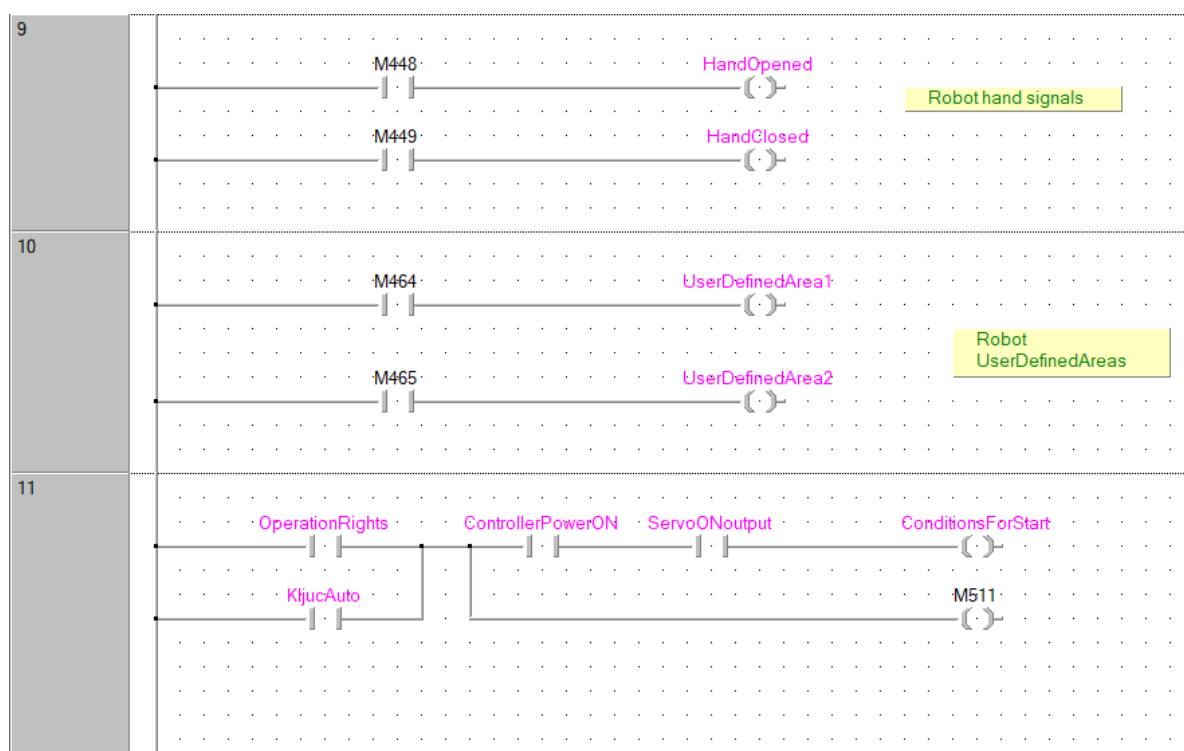 9
M448
HandOpened
Robot hand signals
M449
HandClosed
10
M464
UserDefinedArea1
Robot
UserDefinedAreas
M465
UserDefinedArea2
11
OperationRights
ControllerPowerON
ServoONoutput
ConditionsForStart
KljucAuto
M511